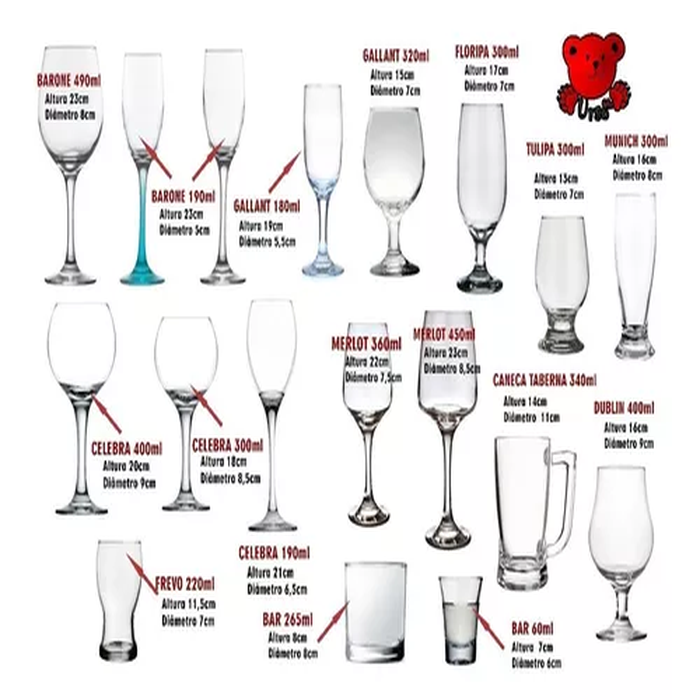 BARONE 490ml
Altura 23cm
Diâmetro 8cm
BARONE 190ml
Altura 23cm
Diâmetro 5cm
GALLANT 180ml
Altura 19cm
Diâmetro 5,5cm
GALLANT 320ml
Altura 15cm
Diâmetro 7cm
FLORIPA 300ml
Altura 17cm
Diâmetro 7cm
Urso
TULIPA 300ml
Altura 13cm
Diâmetro 7cm
MUNICH 300ml
Altura 16cm
Diâmetro 8cm
CELEBRA 400ml
Altura 20cm
Diâmetro 9cm
CELEBRA 300ml
Altura 18cm
Diâmetro 8,5cm
MERLOT 360ml
Altura 22cm
Diâmetro 7,5cm
MERLOT 450ml
Altura 23cm
Diâmetro 8,5cm
CANECA TABERNA 340ml
Altura 14cm
Diâmetro 11cm
DUBLIN 400ml
Altura 16cm
Diâmetro 9cm
FREVO 220ml
Altura 11,5cm
Diâmetro 7cm
CELEBRA 190ml
Altura 21cm
Diâmetro 6,5cm
BAR 265ml
Altura 8cm
Diâmetro 8cm
BAR 60ml
Altura 7cm
Diâmetro 6cm